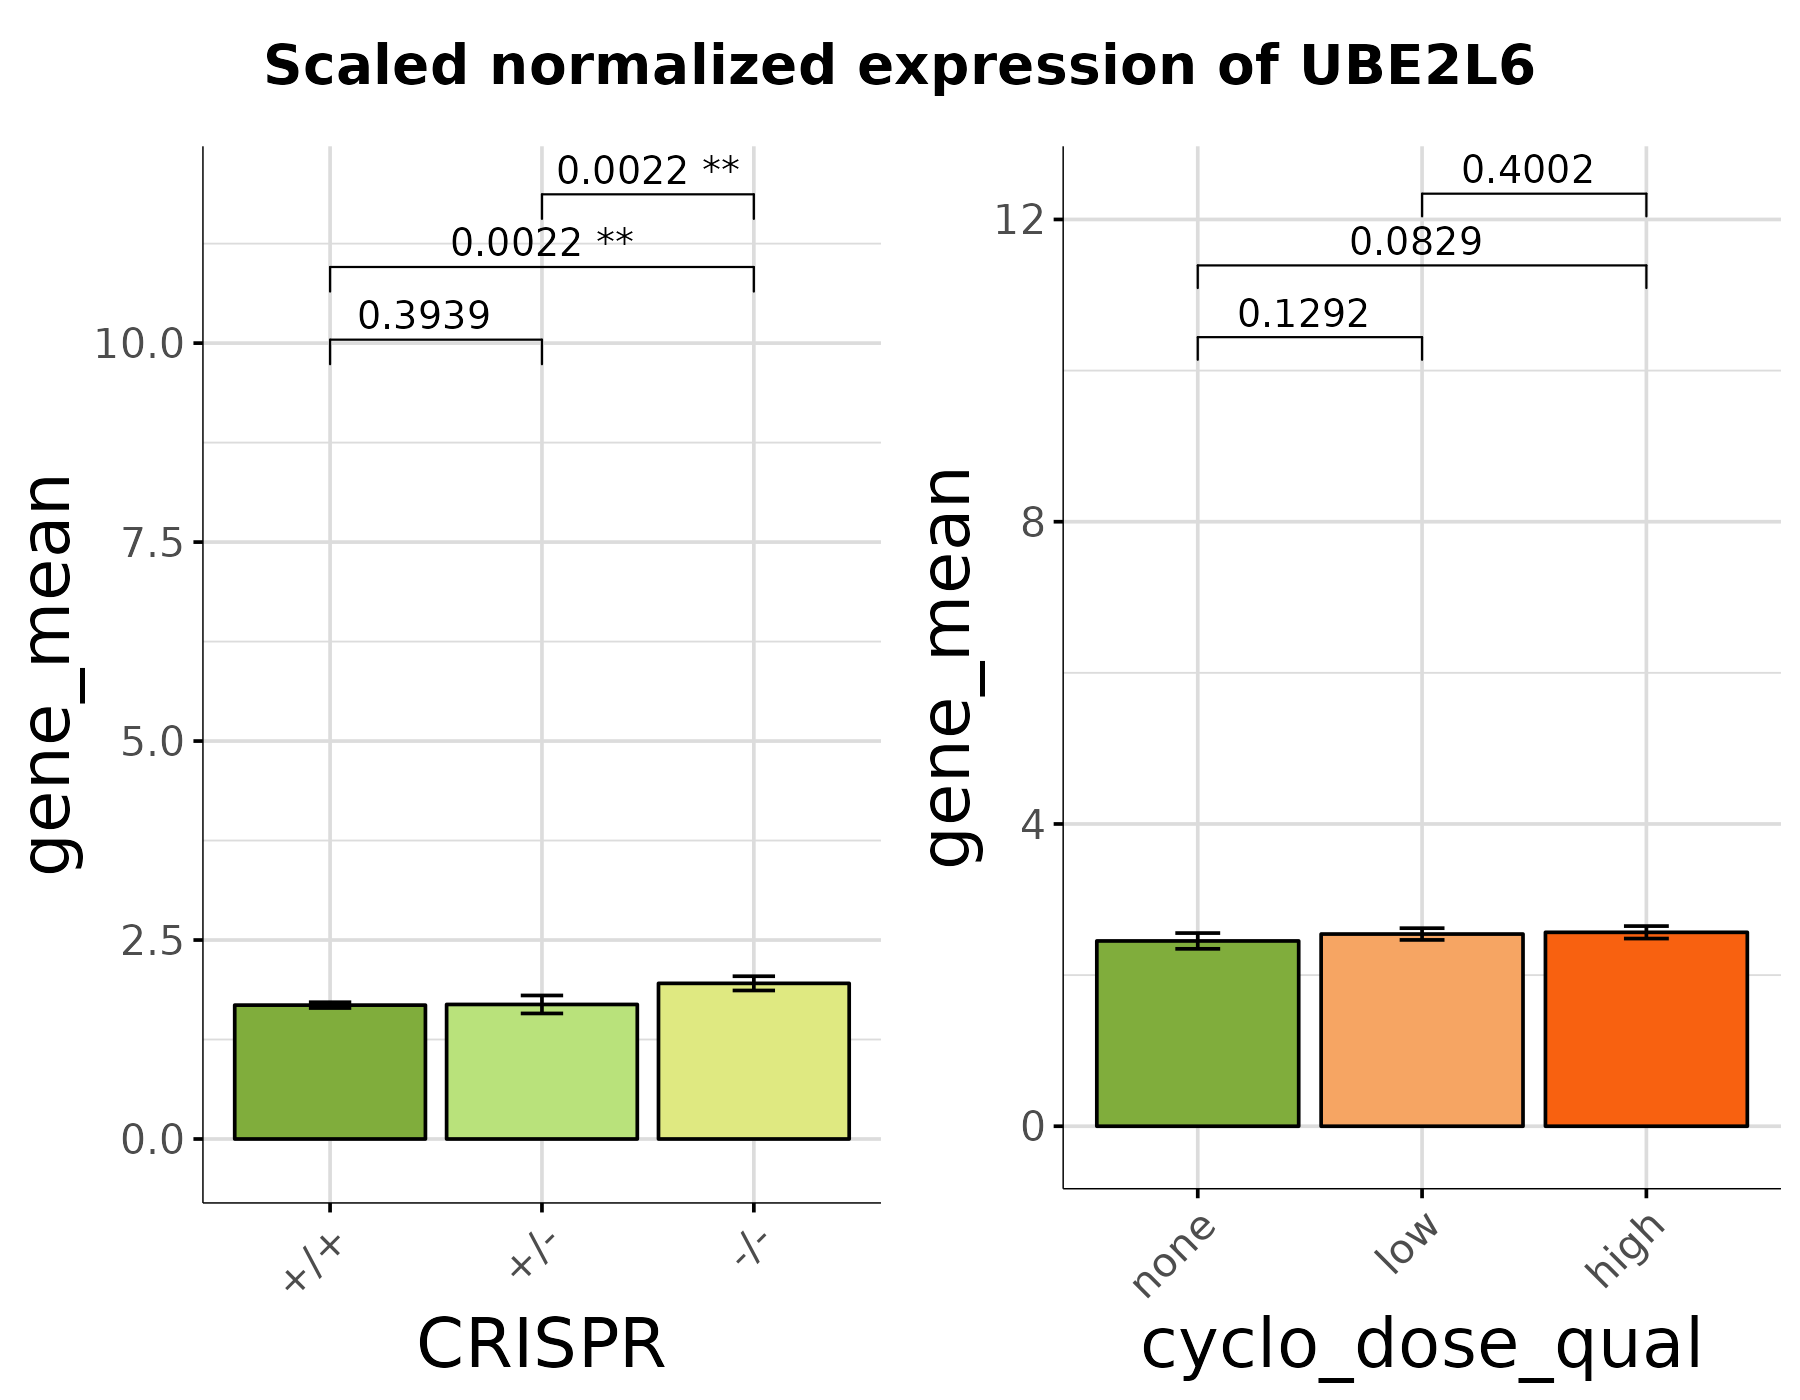 Scaled normalized expression of UBE2L6
gene_mean
10.0
7.5
5.0
2.5
0.0
0.0022 **
0.0022 **
0.3939
+/+
+/-
-/-
CRISPR
gene_mean
12
8
4
0
0.4002
0.0829
0.1292
none
low
high
cyclo_dose_qual